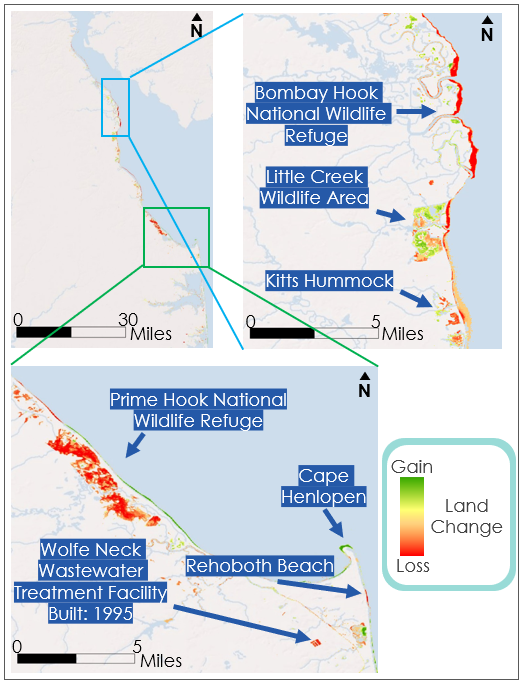 N
0 30
Miles
N
Bombay Hook
National Wildlife
Refuge
Little Creek
Wildlife Area
Kitts Hummock
0 5
Miles
N
Prime Hook National
Wildlife Refuge
Cape
Henlopen
Wolfe Neck
Wastewater
Treatment Facility
Built: 1995
Rehoboth Beach
0 5
Miles
Gain
Land
Change
Loss